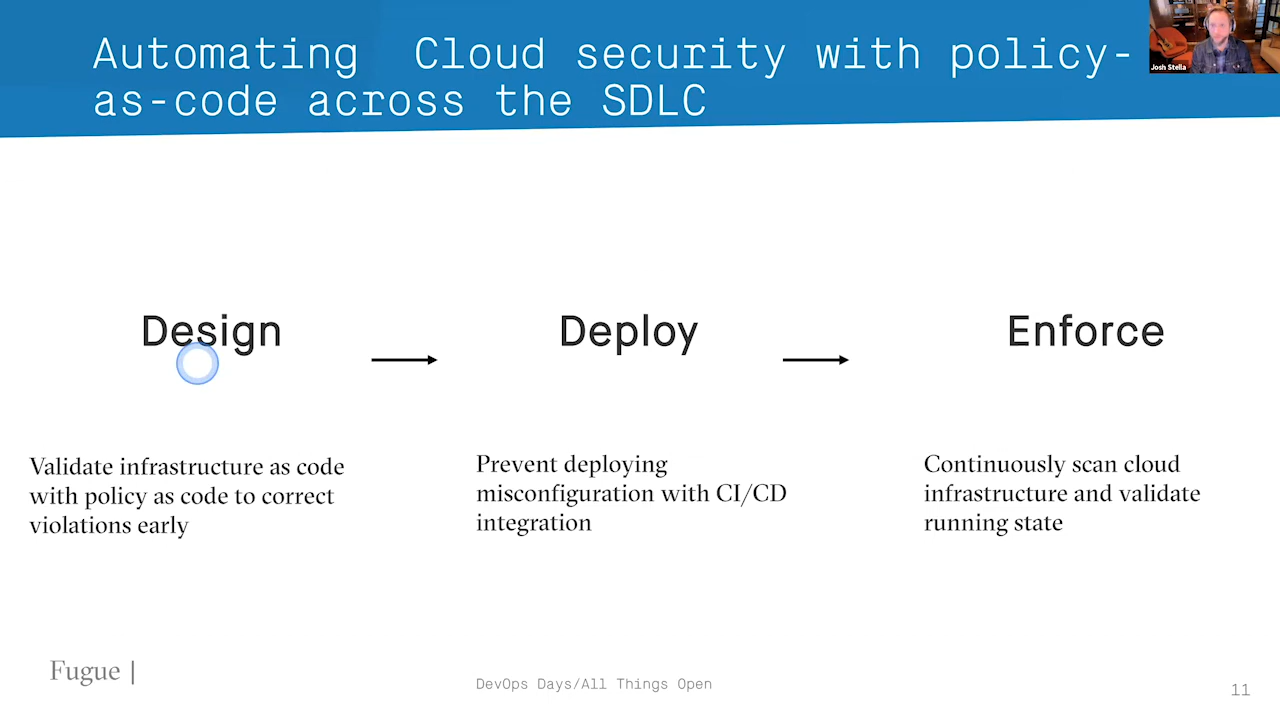 Automating Cloud security with policy-
as-code across the SDLC
Josh Stella
Design
Deploy
Enforce
Validate infrastructure as code
with policy as code to correct
violations early
Prevent deploying
misconfiguration with CI/CD
integration
Continuously scan cloud
infrastructure and validate
running state
Fugue |
DevOps Days/All Things Open
11